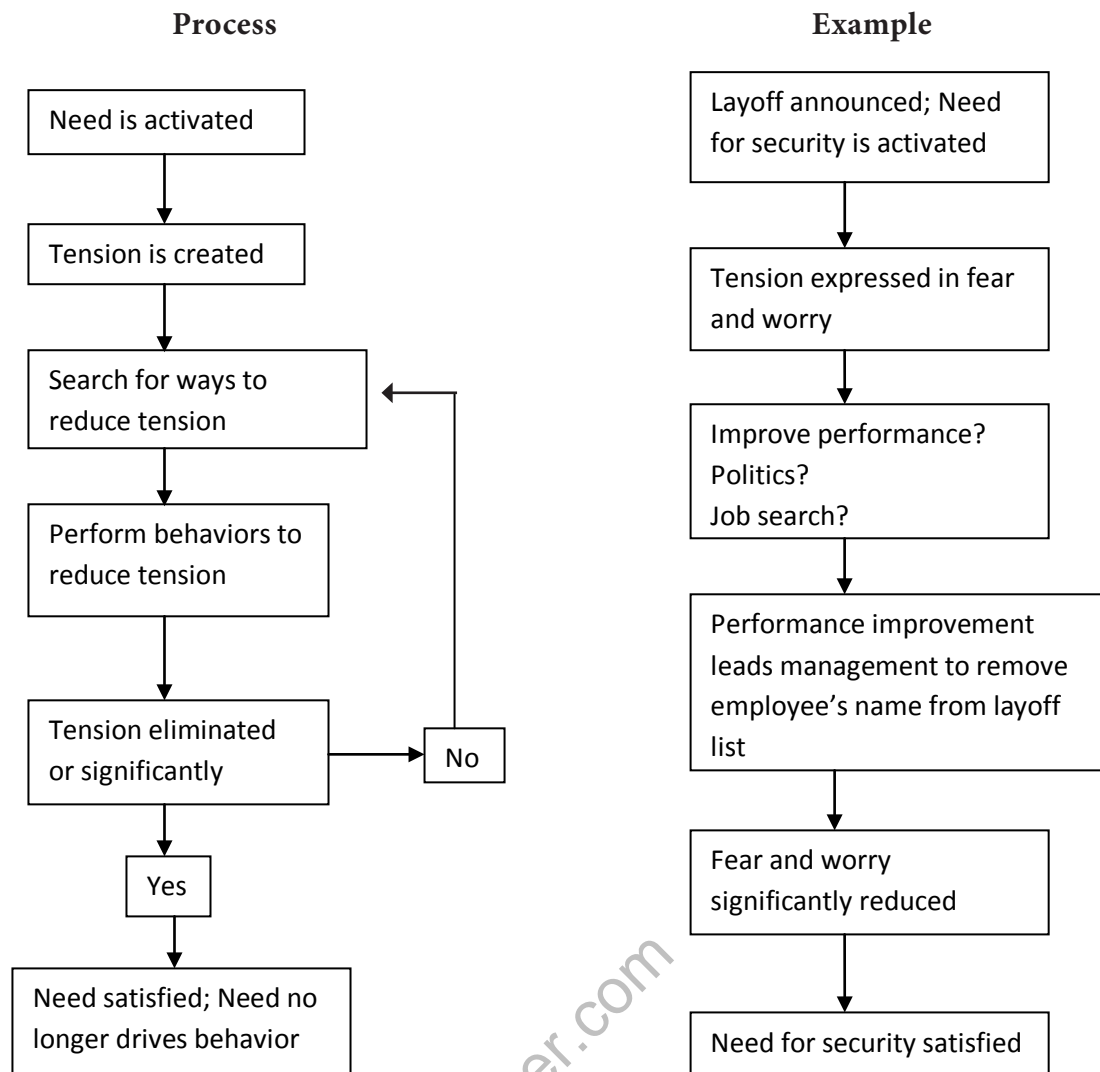 Process
Need is activated
Tension is created
Search for ways to
reduce tension
Perform behaviors to
reduce tension
Tension eliminated
or significantly
No
Yes
Need satisfied; Need no
longer drives behavior
Example
Layoff announced; Need
for security is activated
Tension expressed in fear
and worry
Improve performance?
Politics?
Job search?
Performance improvement
leads management to remove
employee’s name from layoff
list
Fear and worry
significantly reduced
Need for security satisfied
er.com